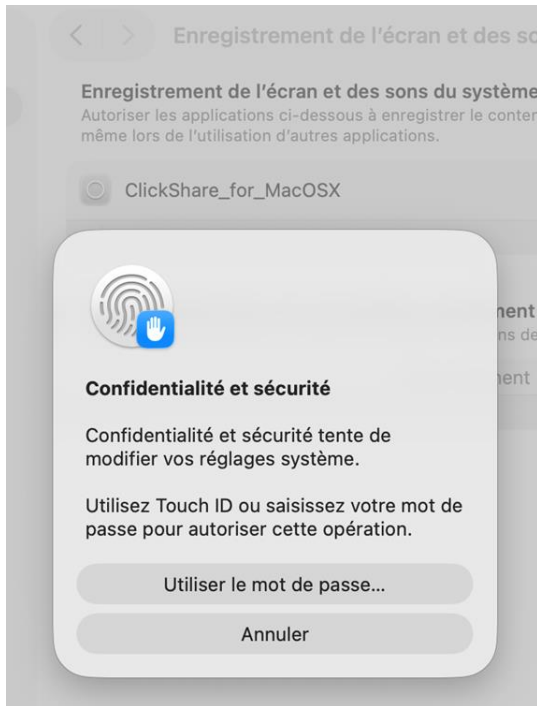 Enregistrement de l’écran et des so
Enregistrement de l’écran et des sons du système
Autoriser les applications ci-dessous à enregistrer le conten
même lors de l’utilisation d’autres applications.
ClickShare_for_MacOSX
ment
ns de
ment
Confidentialité et sécurité
Confidentialité et sécurité tente de
modifier vos réglages système.
Utilisez Touch ID ou saisissez votre mot de
passe pour autoriser cette opération.
Utiliser le mot de passe...
Annuler